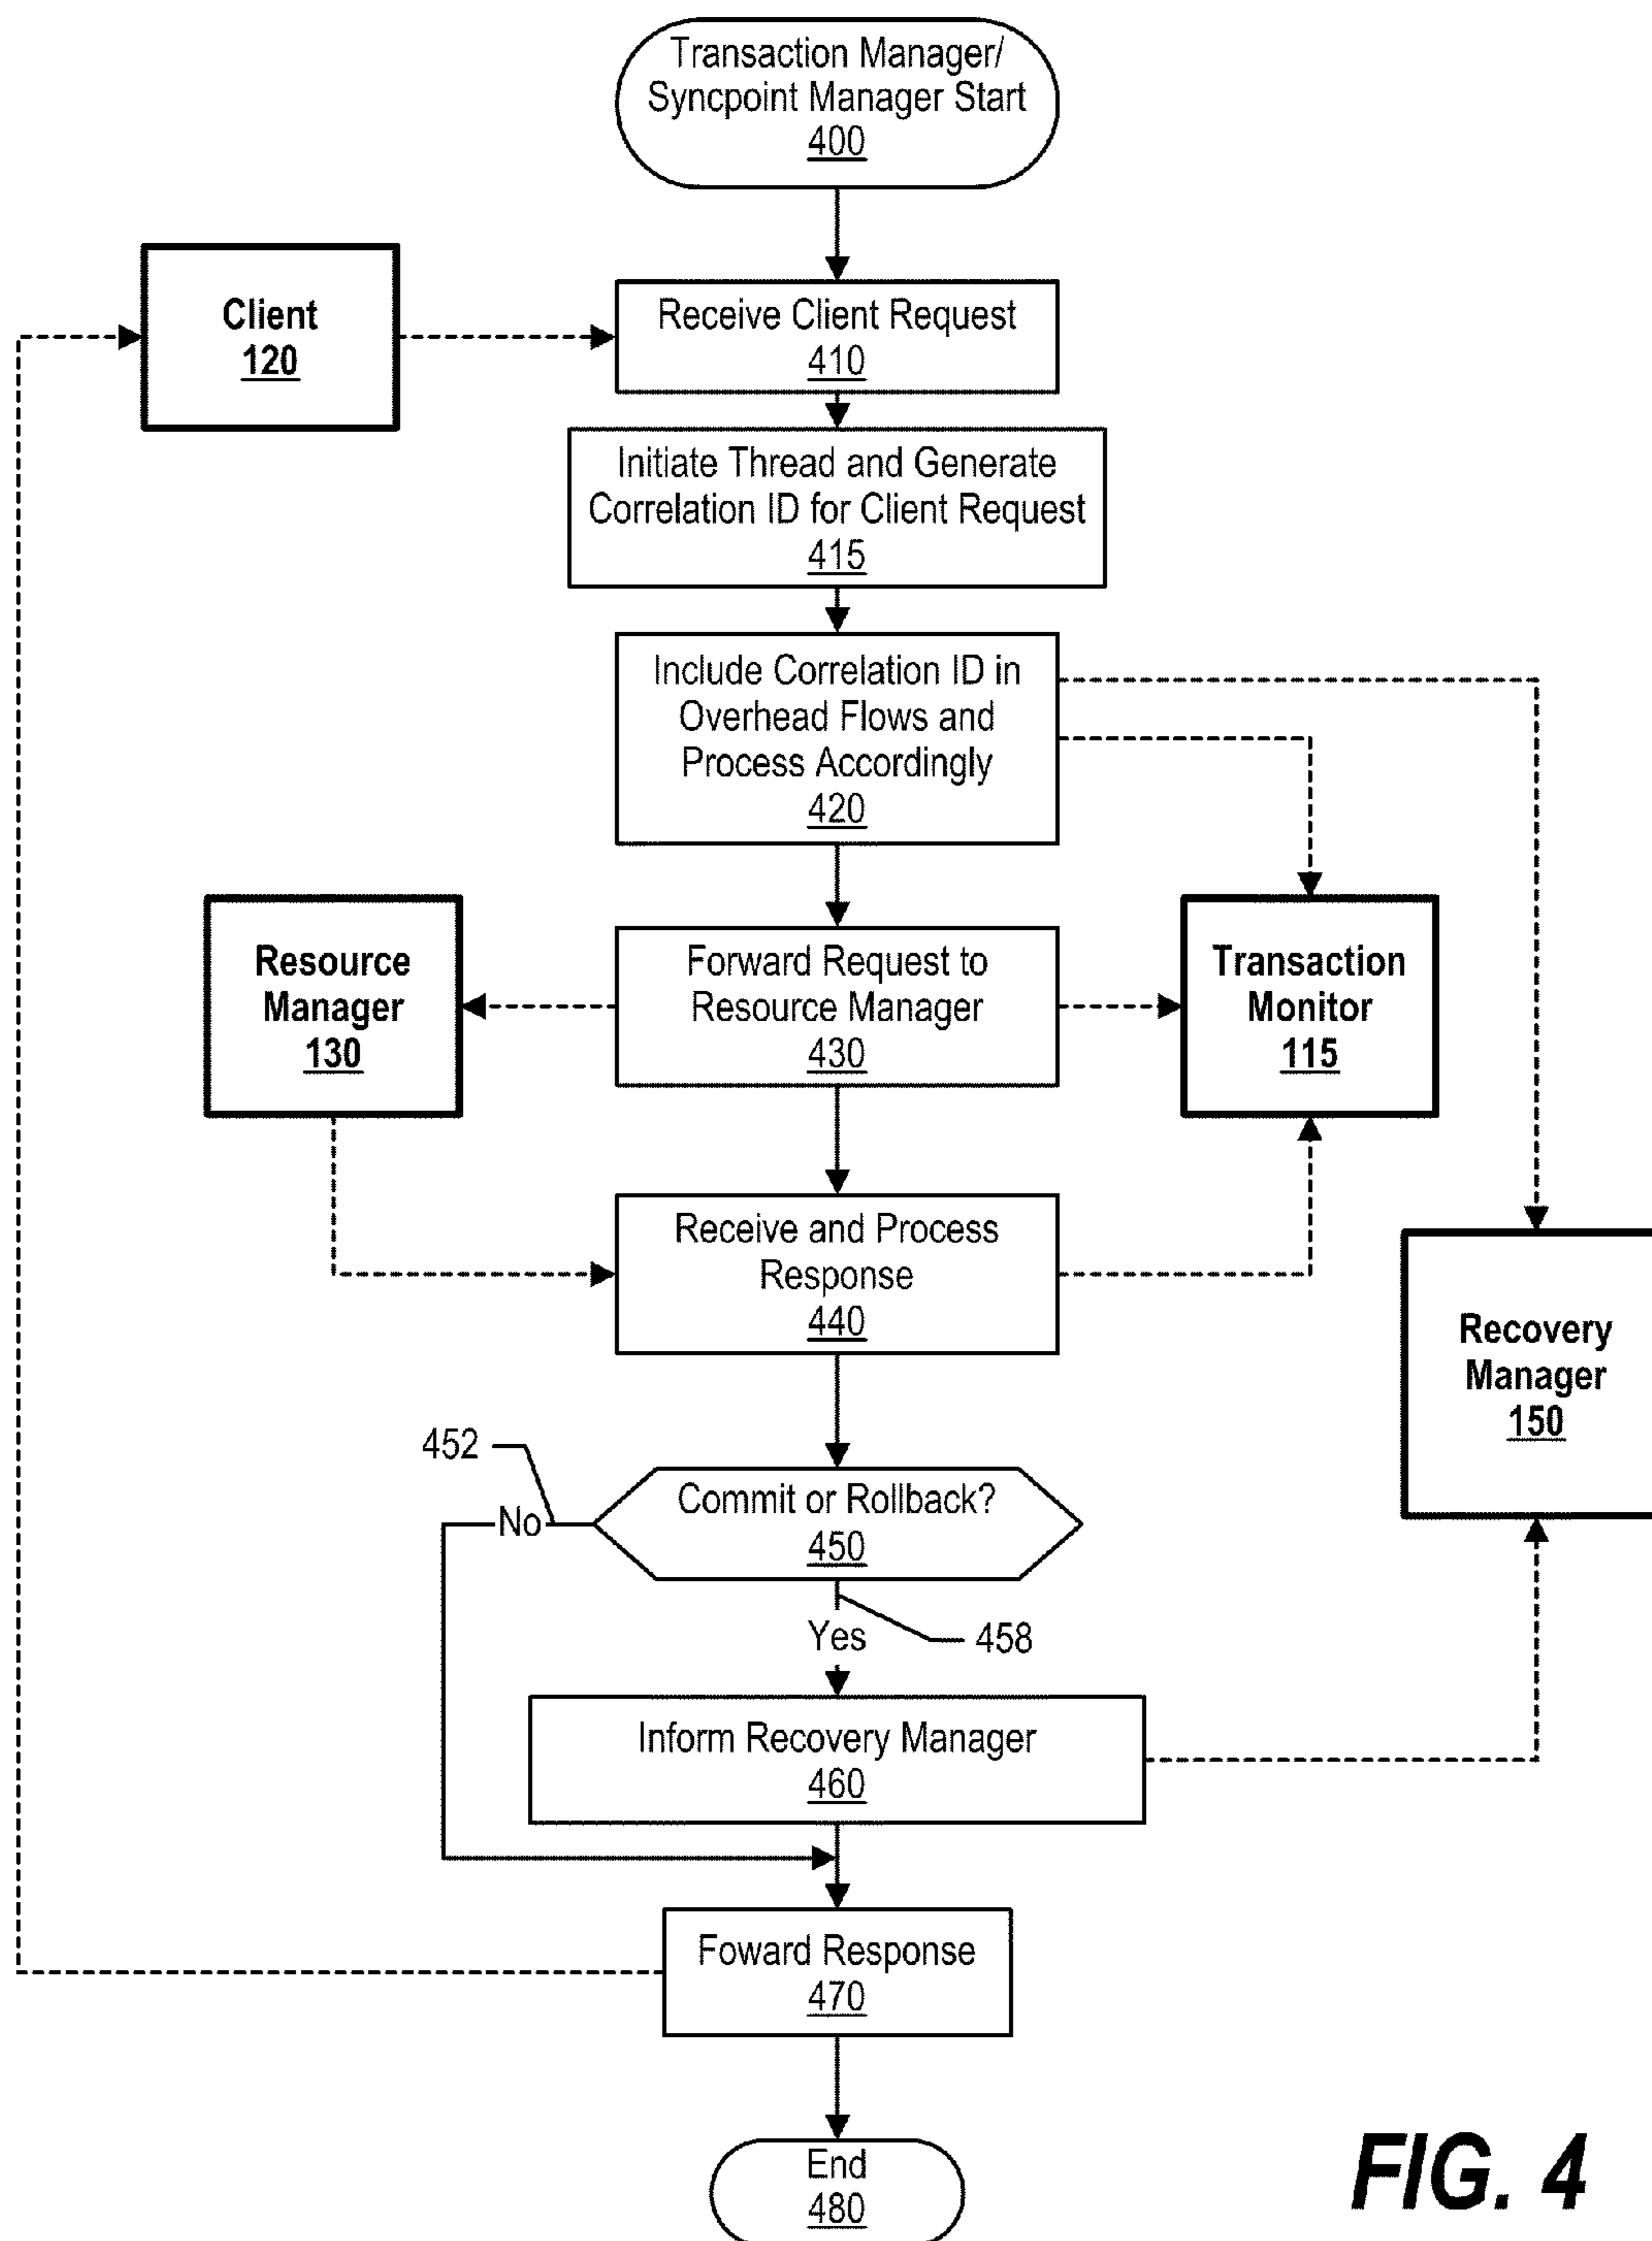 Transaction Manager/
Syncpoint Manager Start
400
Client
120
Receive Client Request
410
Initiate Thread and Generate
Correlation ID for Client Request
415
Include Correlation ID in
Overhead Flows and
Process Accordingly
420
Resource
Manager
130
Forward Request to
Resource Manager
430
Transaction
Monitor
115
Receive and Process
Response
440
Recovery
Manager
150
452
No
Commit or Rollback?
450
Yes
458
Inform Recovery Manager
460
Foward Response
470
End
480
FIG. 4